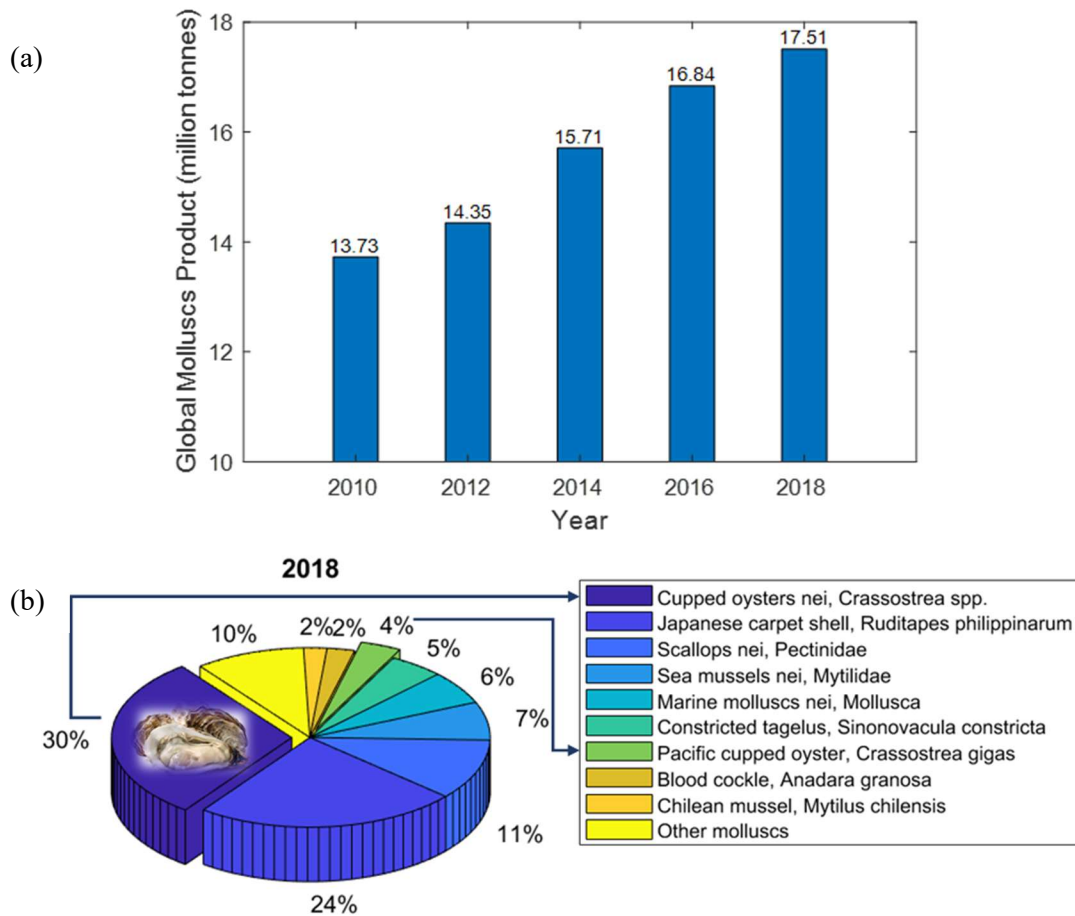 (a)
Global Molluscs Product (million tonnes)
18
16
14
12
10
13.73
14.35
15.71
16.84
17.51
2010 2012 2014 2016 2018
Year
(b)
2018
30%
10%
2%
2%
4%
5%
6%
7%
11%
24%
Cupped oysters nei, Crassostrea spp.
Japanese carpet shell, Ruditapes philippinarum
Scallops nei, Pectinidae
Sea mussels nei, Mytilidae
Marine molluscs nei, Mollusca
Constricted tagelus, Sinonovacula constricta
Pacific cupped oyster, Crassostrea gigas
Blood cockle, Anadara granosa
Chilean mussel, Mytilus chilensis
Other molluscs